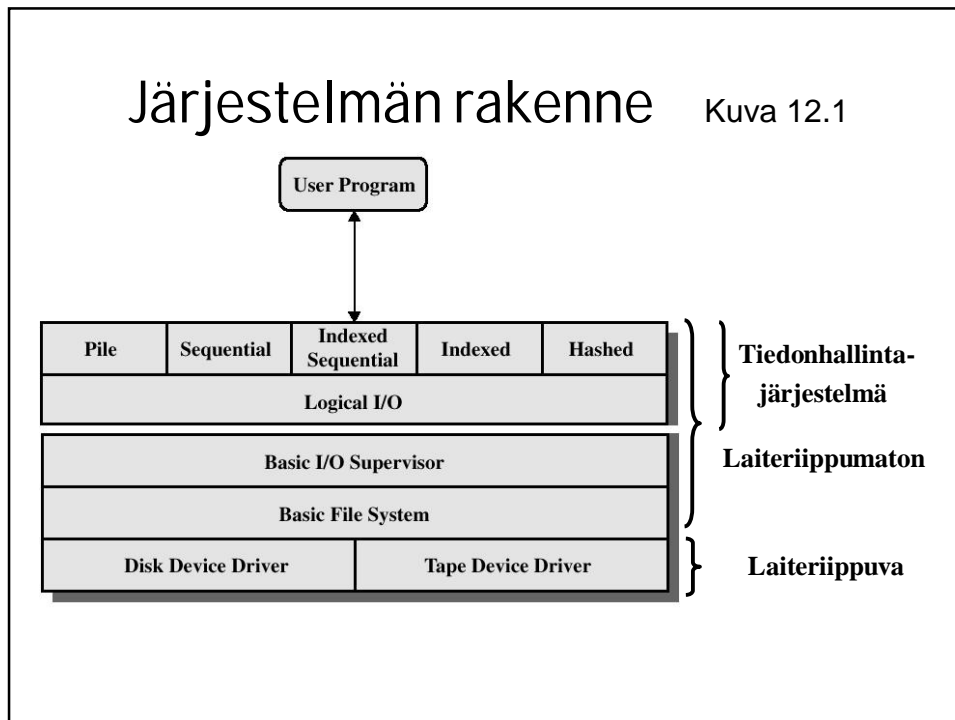 Järjestelmän rakenne Kuva 12.1
User Program
Pile Sequential Indexed Sequential Indexed Hashed
Logical I/O
Basic I/O Supervisor
Basic File System
Disk Device Driver Tape Device Driver
Tiedonhallinta-
järjestelmä
Laiteriippumaton
Laiteriippuva